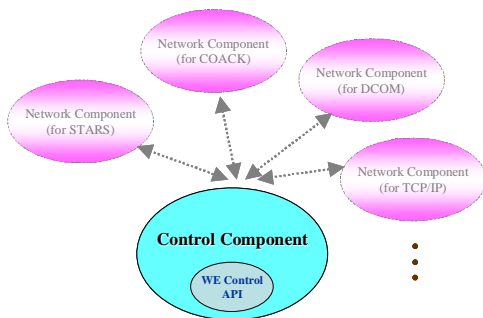 Network Component
(for COACK)
Network Component
(for DCOM)
Network Component
(for STARS)
Network Component
(for TCP/IP)
Control Component
WE Control
API